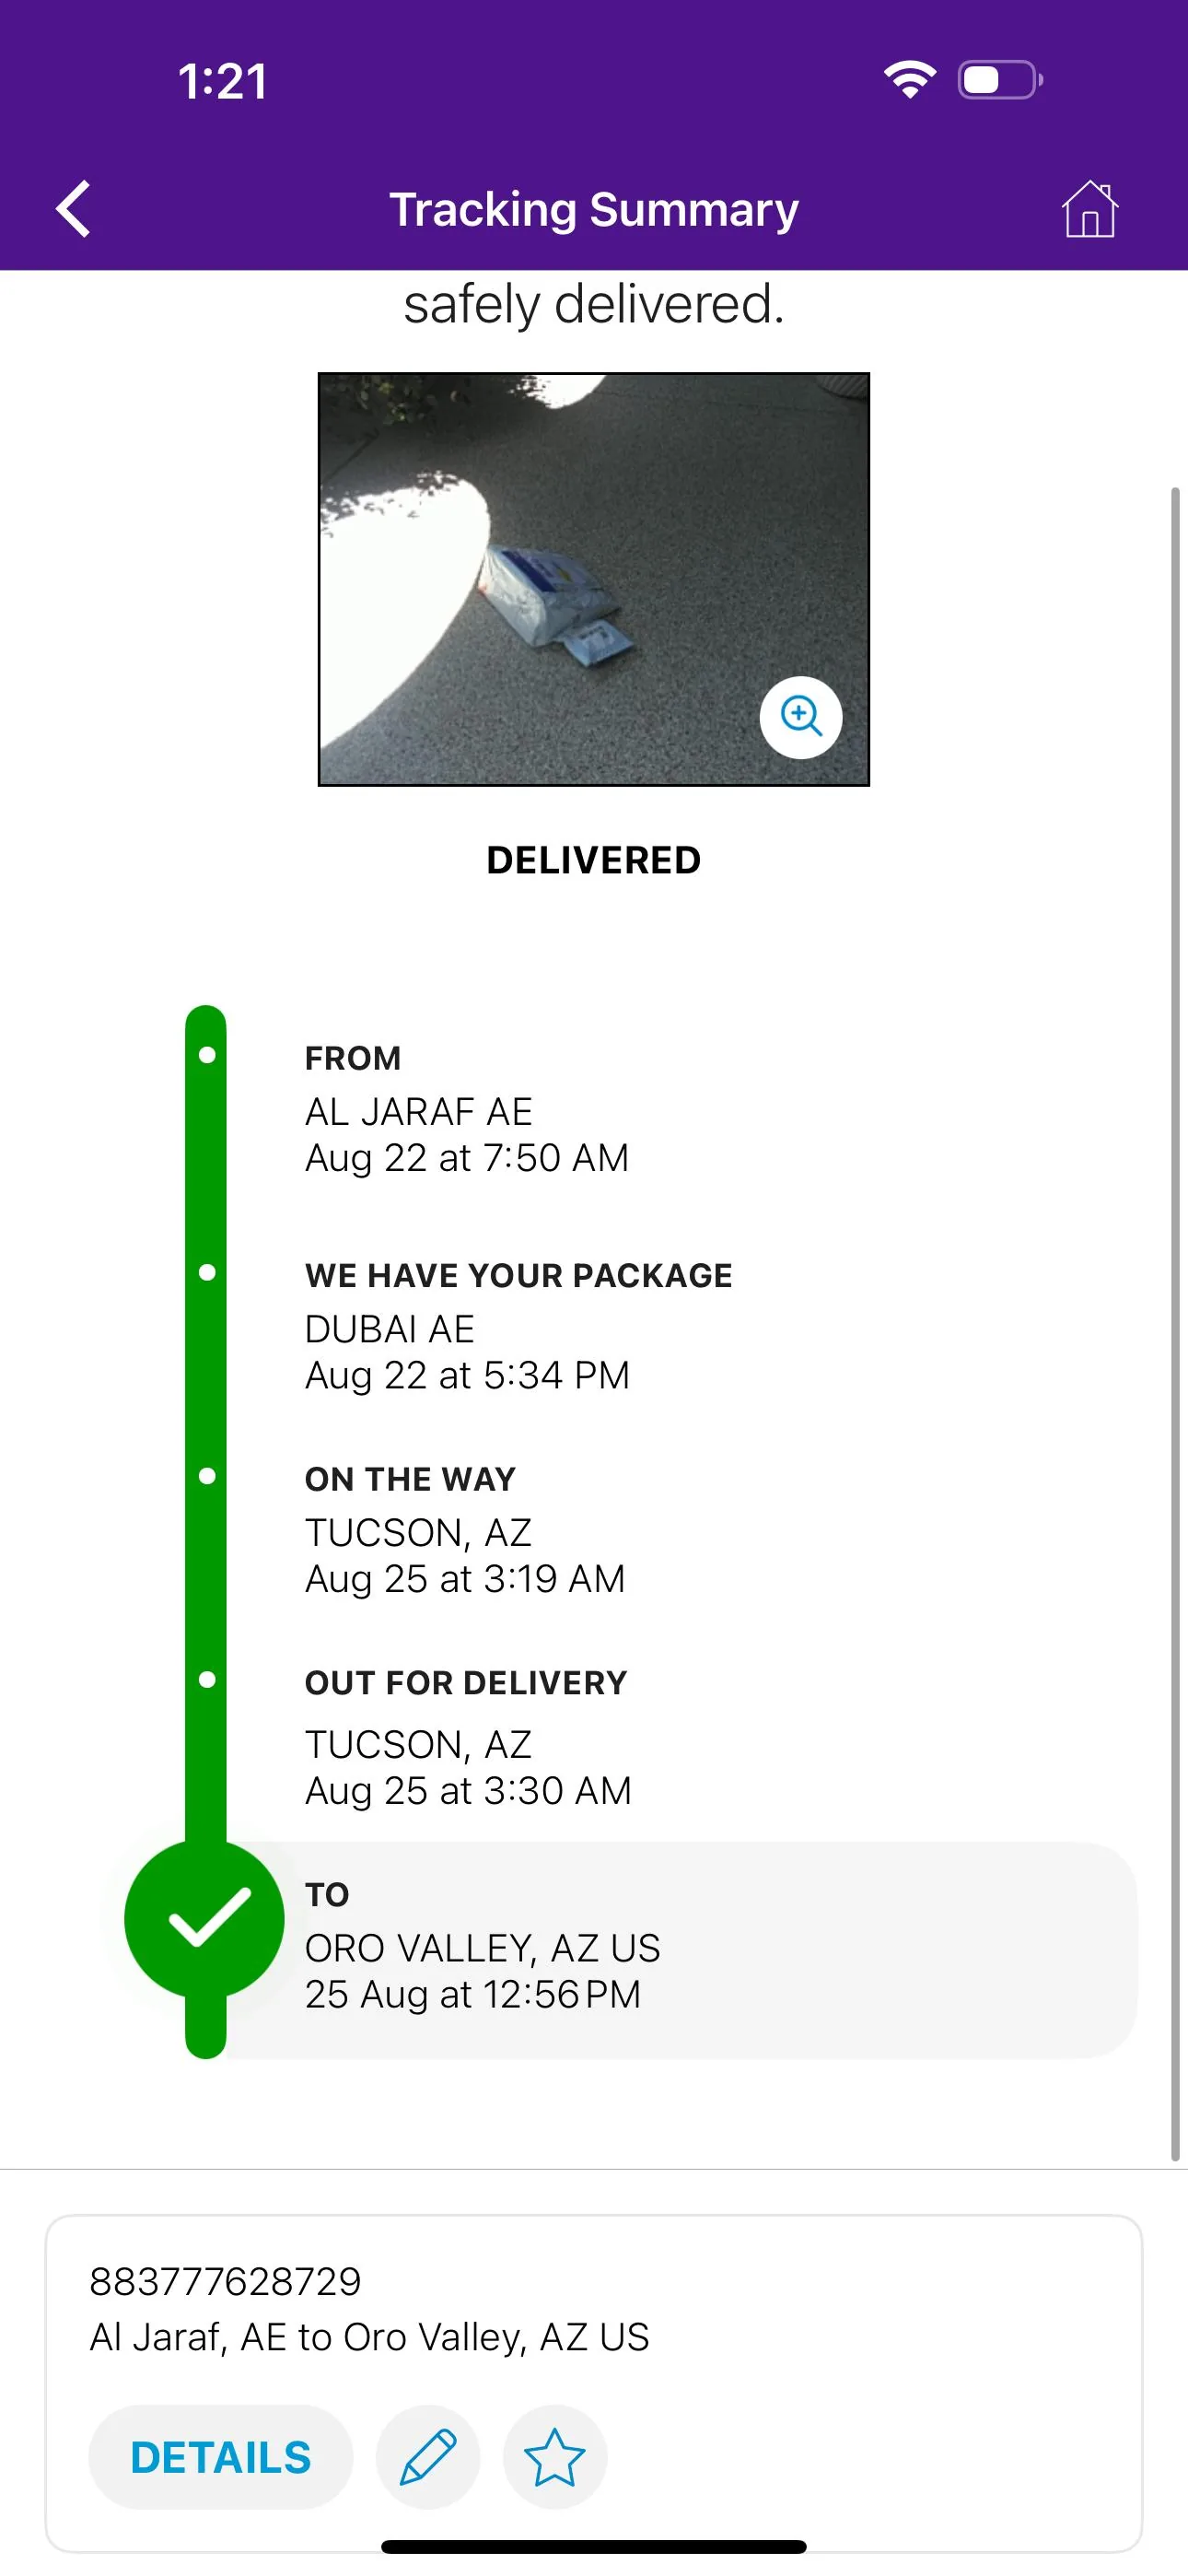 1:21
Tracking Summary
safely delivered.
DELIVERED
FROM
AL JARAF AE
Aug 22 at 7:50 AM
WE HAVE YOUR PACKAGE
DUBAI AE
Aug 22 at 5:34 PM
ON THE WAY
TUCSON, AZ
Aug 25 at 3:19 AM
OUT FOR DELIVERY
TUCSON, AZ
Aug 25 at 3:30 AM
TO
ORO VALLEY, AZ US
25 Aug at 12:56 PM
883777628729
Al Jaraf, AE to Oro Valley, AZ US
DETAILS